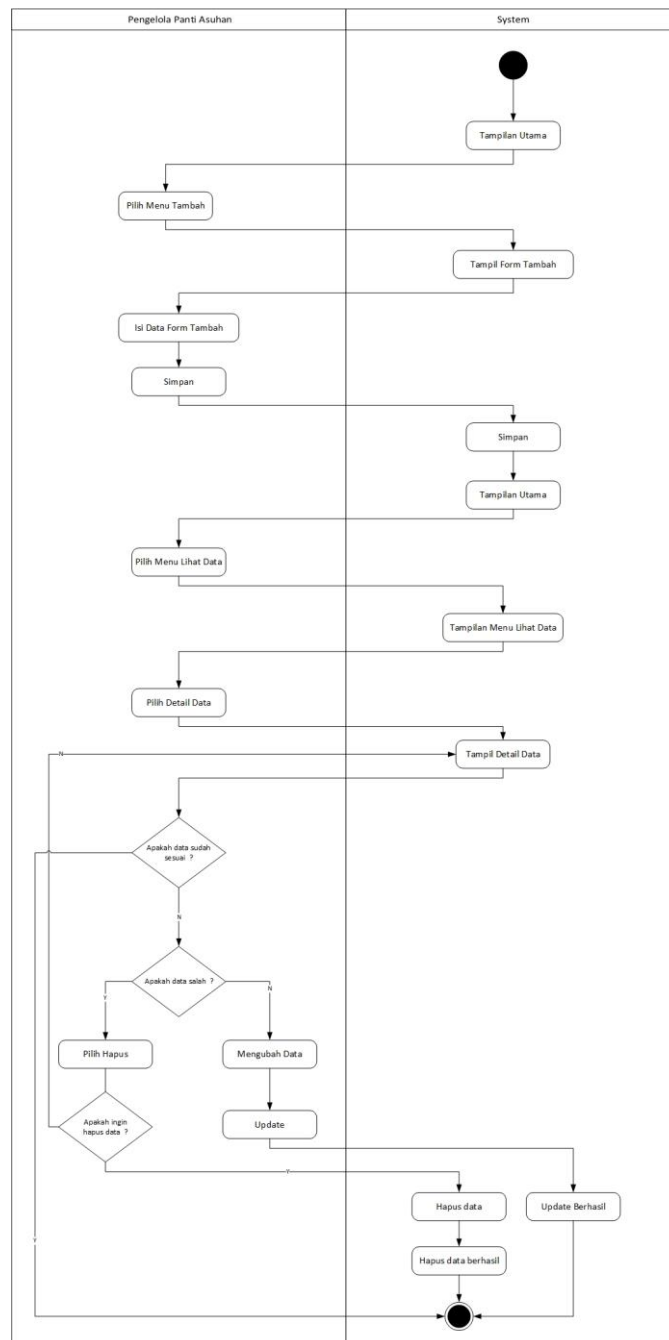 Pengelola Panti Asuhan
System
Tampilan Utama
Pilih Menu Tambah
Tampil Form Tambah
Isi Data Form Tambah
Simpan
Simpan
Tampilan Utama
Pilih Menu Lihat Data
Tampilan Menu Lihat Data
Pilih Detail Data
Tampil Detail Data
N
Apakah data sudah
sesuai ?
N
Apakah data salah ?
Y
N
Pilih Hapus
Mengubah Data
Apakah ingin
hapus data ?
Update
Y
Hapus data
Update Berhasil
Y
Hapus data berhasil